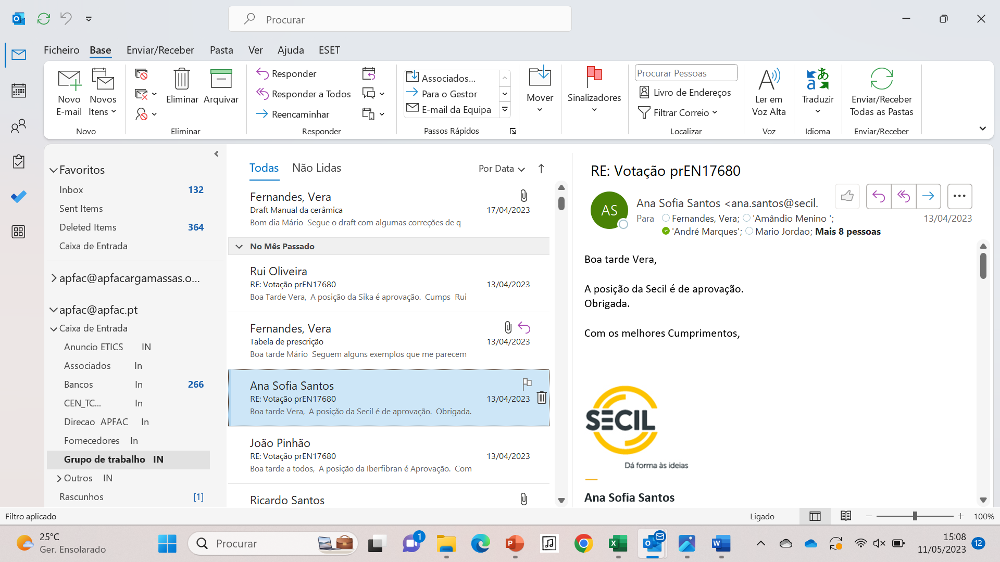 Procurar
Ficheiro Base Enviar/Receber Pasta Ver Ajuda ESET
Novo E-mail
Novos Itens
Novo
Eliminar
Arquivar
Eliminar
Responder
Responder a Todos
Reencaminhar
Responder
Associados...
Para o Gestor
E-mail da Equipa
Passos Rápidos
Mover
Sinalizadores
Procurar Pessoas
Livro de Endereços
Filtrar Correio
Localizar
Ler em Voz Alta
Voz
Traduzir
Idioma
Enviar/Receber Todas as Pastas
Enviar/Receber
Favoritos
Inbox 132
Sent Items
Deleted Items 364
Caixa de Entrada
apfac@apfacargamassas.o...
apfac@apfac.pt
Caixa de Entrada
Anuncio ETICS IN
Associados In
Bancos In 266
CEN_TC... In
Direcao APFAC In
Fornecedores In
Grupo de trabalho IN
Outros IN
Rascunhos [1]
Todas Não Lidas Por Data
Fernandes, Vera
Draft Manual da cerâmica 17/04/2023
Bom dia Mário Segue o draft com algumas correções de q
No Mês Passado
Rui Oliveira
RE: Votação prEN17680 13/04/2023
Boa Tarde Vera, A posição da Sika é aprovação. Cumps Rui
Fernandes, Vera
Tabela de prescrição 13/04/2023
Boa tarde Mário Seguem alguns exemplos que me parecem
Ana Sofia Santos
RE: Votação prEN17680 13/04/2023
Boa tarde Vera, A posição da Secil é de aprovação. Obrigada.
João Pinhão
RE: Votação prEN17680 13/04/2023
Boa tarde a todos, A posição da Iberfibran é Aprovação. Com
Ricardo Santos
RE: Votação prEN17680
AS
Ana Sofia Santos <ana.santos@secil.
Para Fernandes, Vera; 'Amândio Menino '; 13/04/2023
'André Marques'; Mario Jordao; Mais 8 pessoas
Boa tarde Vera,
A posição da Secil é de aprovação.
Obrigada.
Com os melhores Cumprimentos,
SECIL
Dá forma às ideias
Ana Sofia Santos
Filtro aplicado Ligado 100%
25°C
Ger. Ensolarado
Procurar
1
15:08
11/05/2023
12